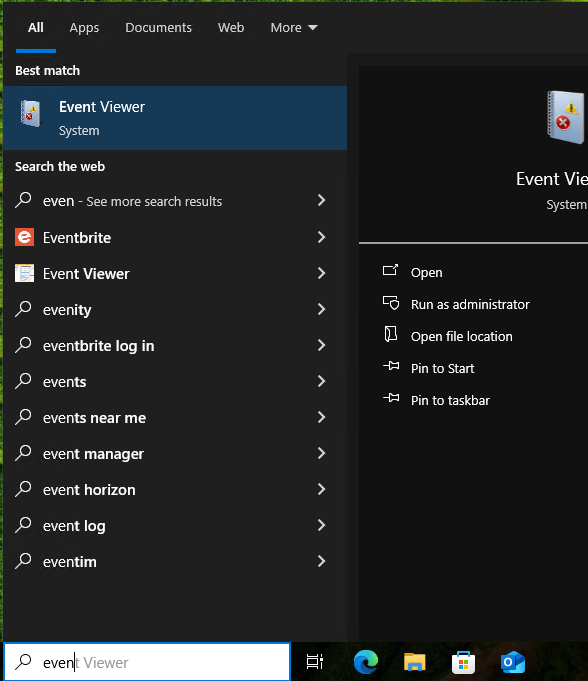 All Apps Documents Web More
Best match
Event Viewer
System
Search the web
even - See more search results
Eventbrite
Event Viewer
evenity
eventbrite log in
events
events near me
event manager
event horizon
event log
eventim
Event Vie
System
Open
Run as administrator
Open file location
Pin to Start
Pin to taskbar
event Viewer